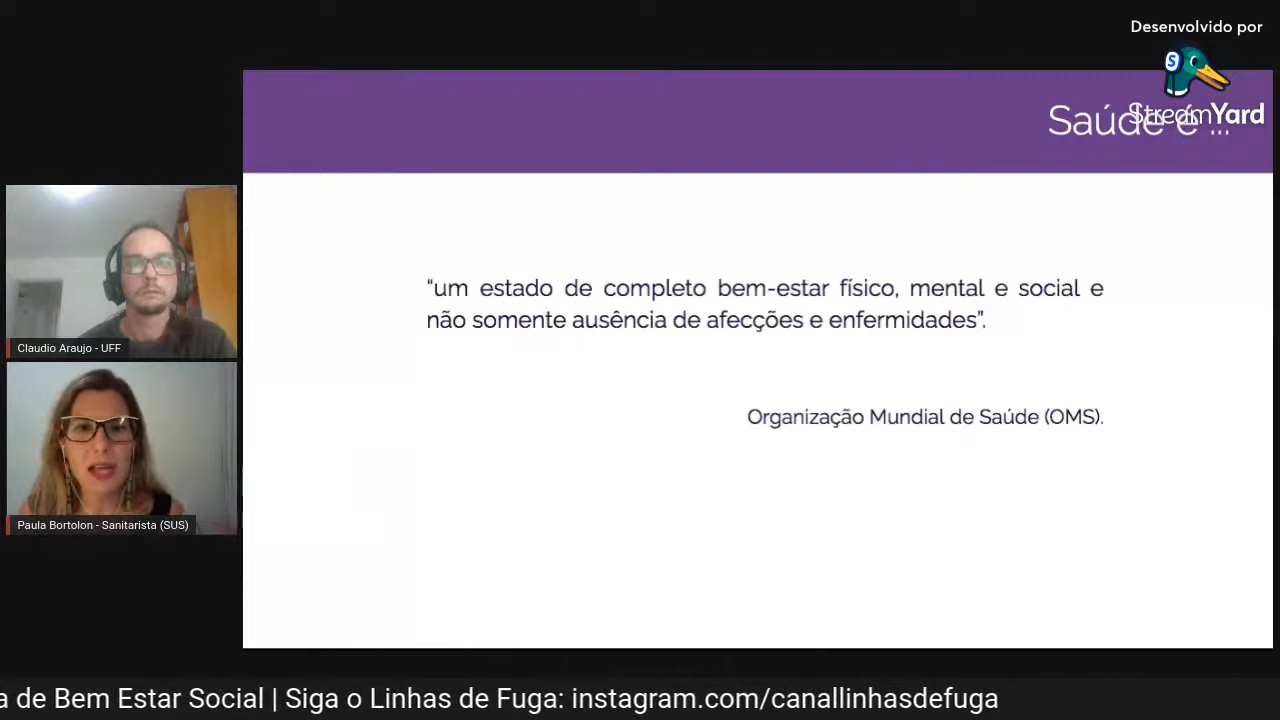 Desenvolvido por
StreamYard
Saúde é ...
“um estado de completo bem-estar físico, mental e social e
não somente ausência de afecções e enfermidades”.
Organização Mundial de Saúde (OMS).
Claudio Araujo - UFF
Paula Bortolon - Sanitarista (SUS)
a de Bem Estar Social | Siga o Linhas de Fuga: instagram.com/canallinhasdefuga